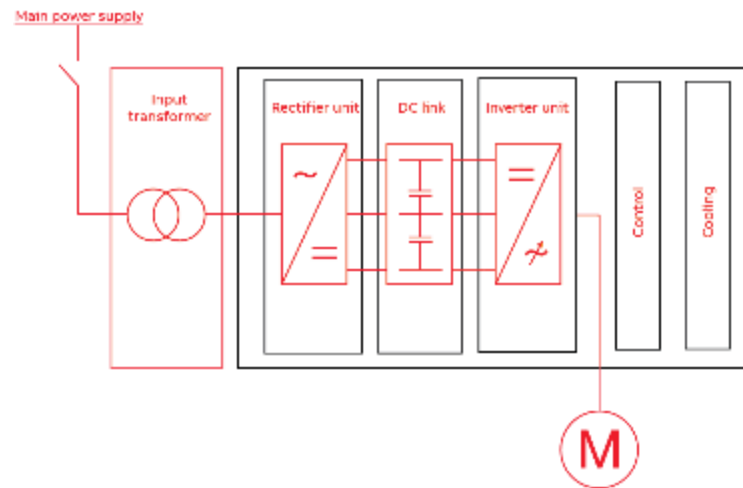 Main power supply
Input
transformer
Rectifier unit
DC link
Inverter unit
Control
Cooling
M